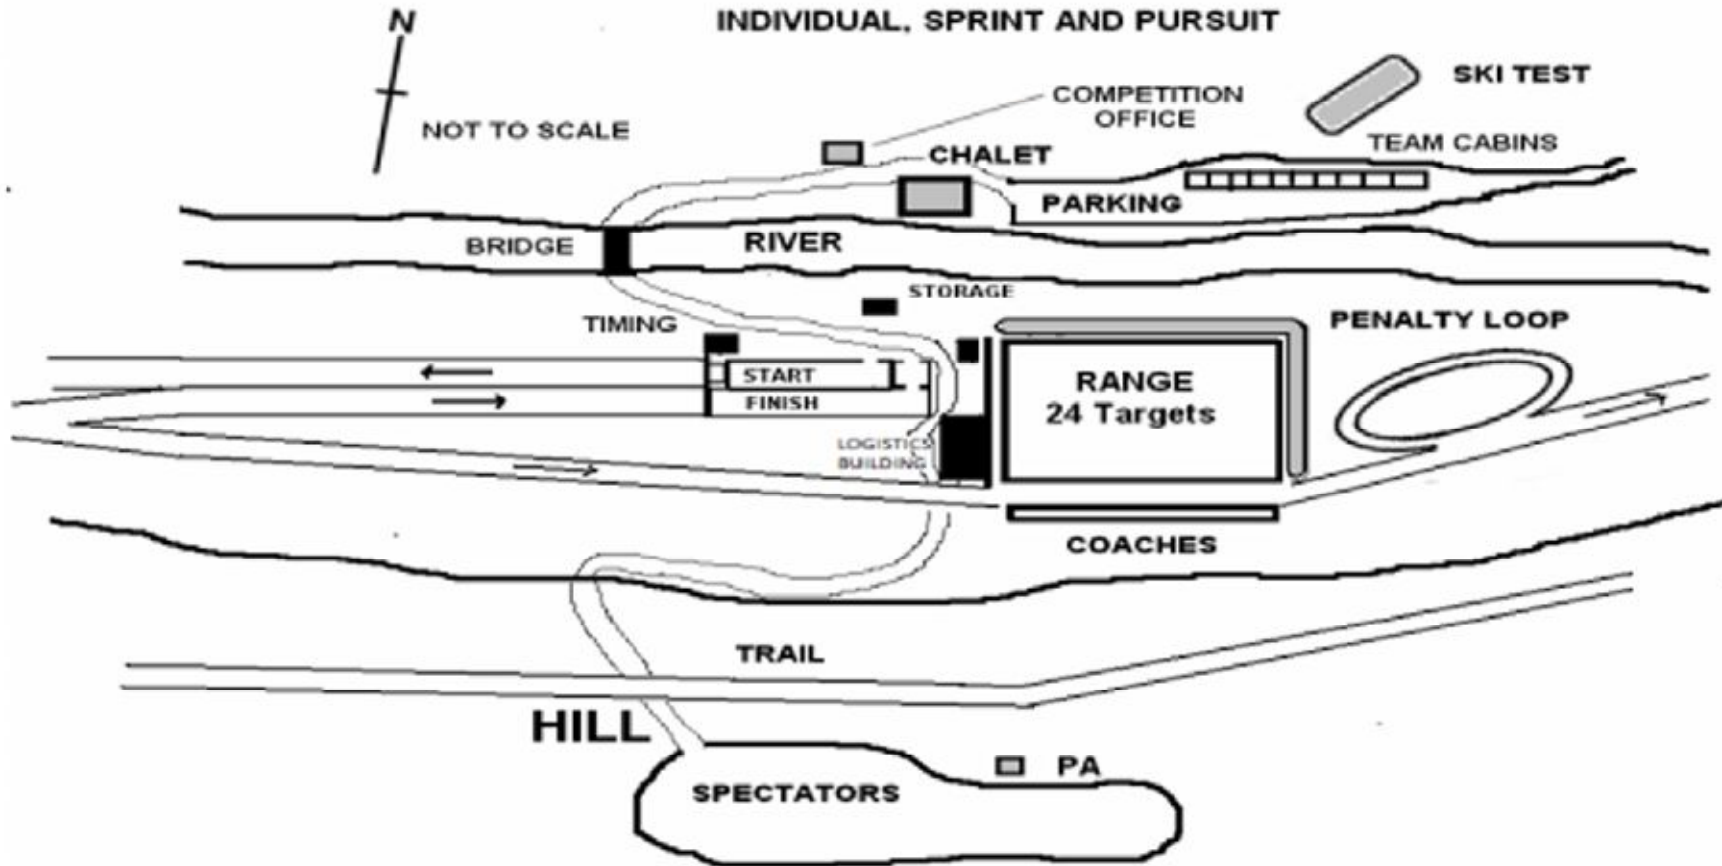 N
INDIVIDUAL, SPRINT AND PURSUIT
SKI TEST
COMPETITION
OFFICE
NOT TO SCALE
TEAM CABINS
CHALET
PARKING
BRIDGE
RIVER
STORAGE
TIMING
PENALTY LOOP
START
RANGE
24 Targets
FINISH
LOGISTICS
BUILDING
COACHES
TRAIL
HILL
PA
SPECTATORS